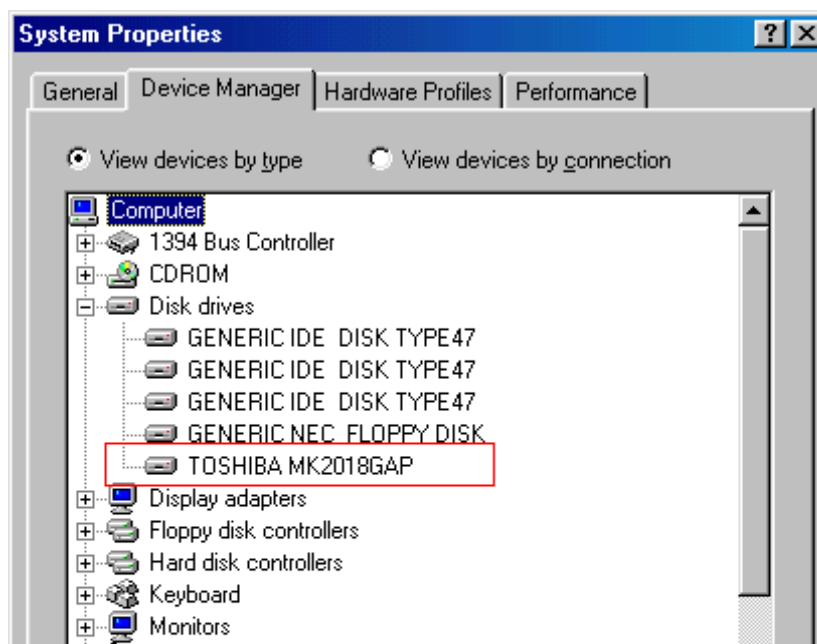 System Properties
General Device Manager Hardware Profiles Performance
View devices by type View devices by connection
Computer
1394 Bus Controller
CDROM
Disk drives
GENERIC IDE DISK TYPE47
GENERIC IDE DISK TYPE47
GENERIC IDE DISK TYPE47
GENERIC NEC FLOPPY DISK
TOSHIBA MK2018GAP
Display adapters
Floppy disk controllers
Hard disk controllers
Keyboard
Monitors